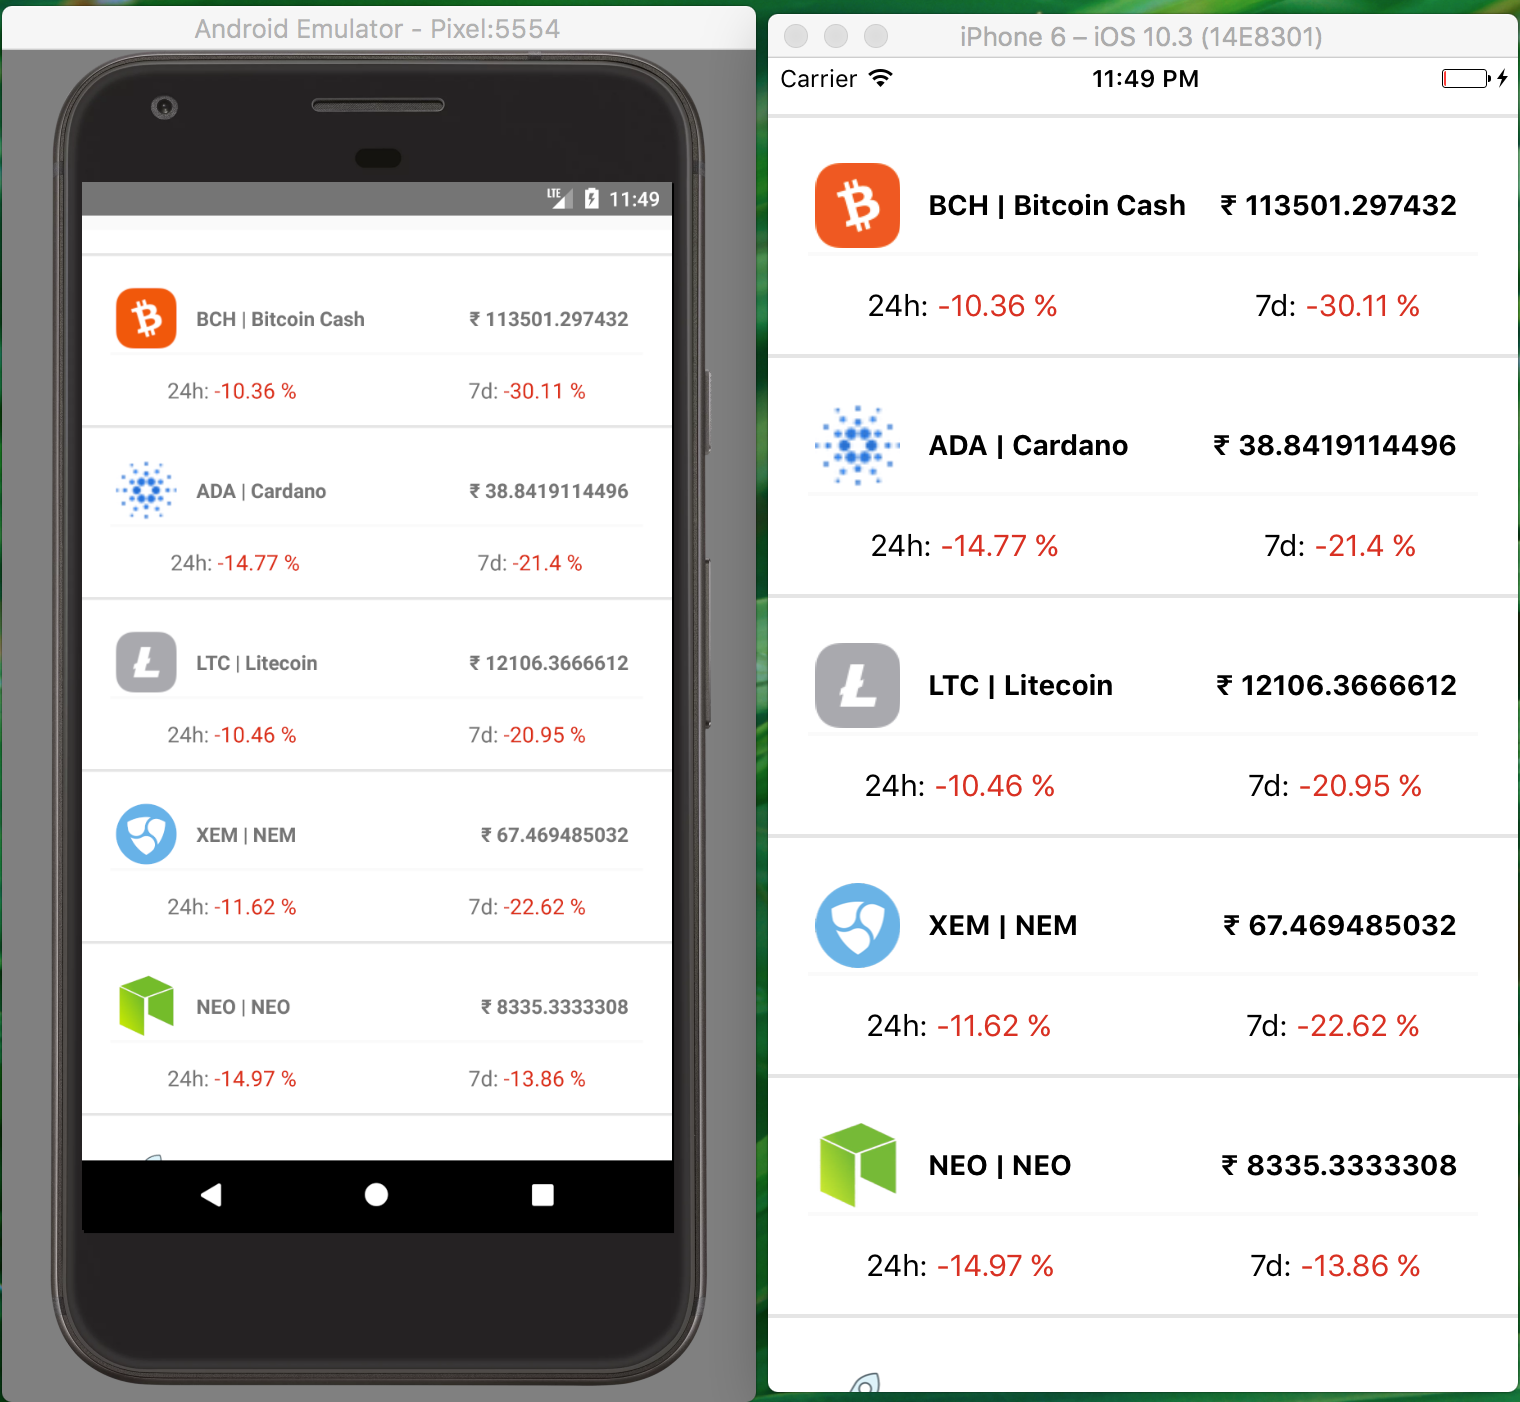 Android Emulator - Pixel:5554
LTE 11:49
BCH | Bitcoin Cash ₹ 113501.297432
24h: -10.36 % 7d: -30.11 %
ADA | Cardano ₹ 38.8419114496
24h: -14.77 % 7d: -21.4 %
LTC | Litecoin ₹ 12106.3666612
24h: -10.46 % 7d: -20.95 %
XEM | NEM ₹ 67.469485032
24h: -11.62 % 7d: -22.62 %
NEO | NEO ₹ 8335.3333308
24h: -14.97 % 7d: -13.86 %
iPhone 6 – iOS 10.3 (14E8301)
Carrier 11:49 PM
BCH | Bitcoin Cash ₹ 113501.297432
24h: -10.36 % 7d: -30.11 %
ADA | Cardano ₹ 38.8419114496
24h: -14.77 % 7d: -21.4 %
LTC | Litecoin ₹ 12106.3666612
24h: -10.46 % 7d: -20.95 %
XEM | NEM ₹ 67.469485032
24h: -11.62 % 7d: -22.62 %
NEO | NEO ₹ 8335.3333308
24h: -14.97 % 7d: -13.86 %